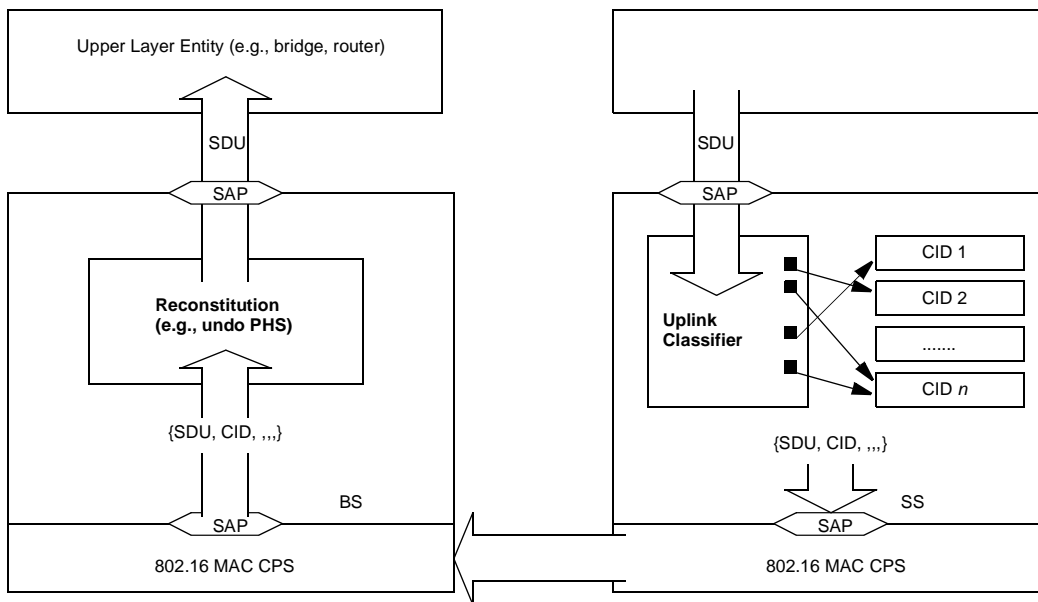 Upper Layer Entity (e.g., bridge, router)
SDU
SAP
Reconstitution
(e.g., undo PHS)
{SDU, CID, ,,,}
BS
SAP
802.16 MAC CPS
SDU
SAP
Uplink
Classifier
CID 1
CID 2
.......
CID n
{SDU, CID, ,,,}
SS
SAP
802.16 MAC CPS